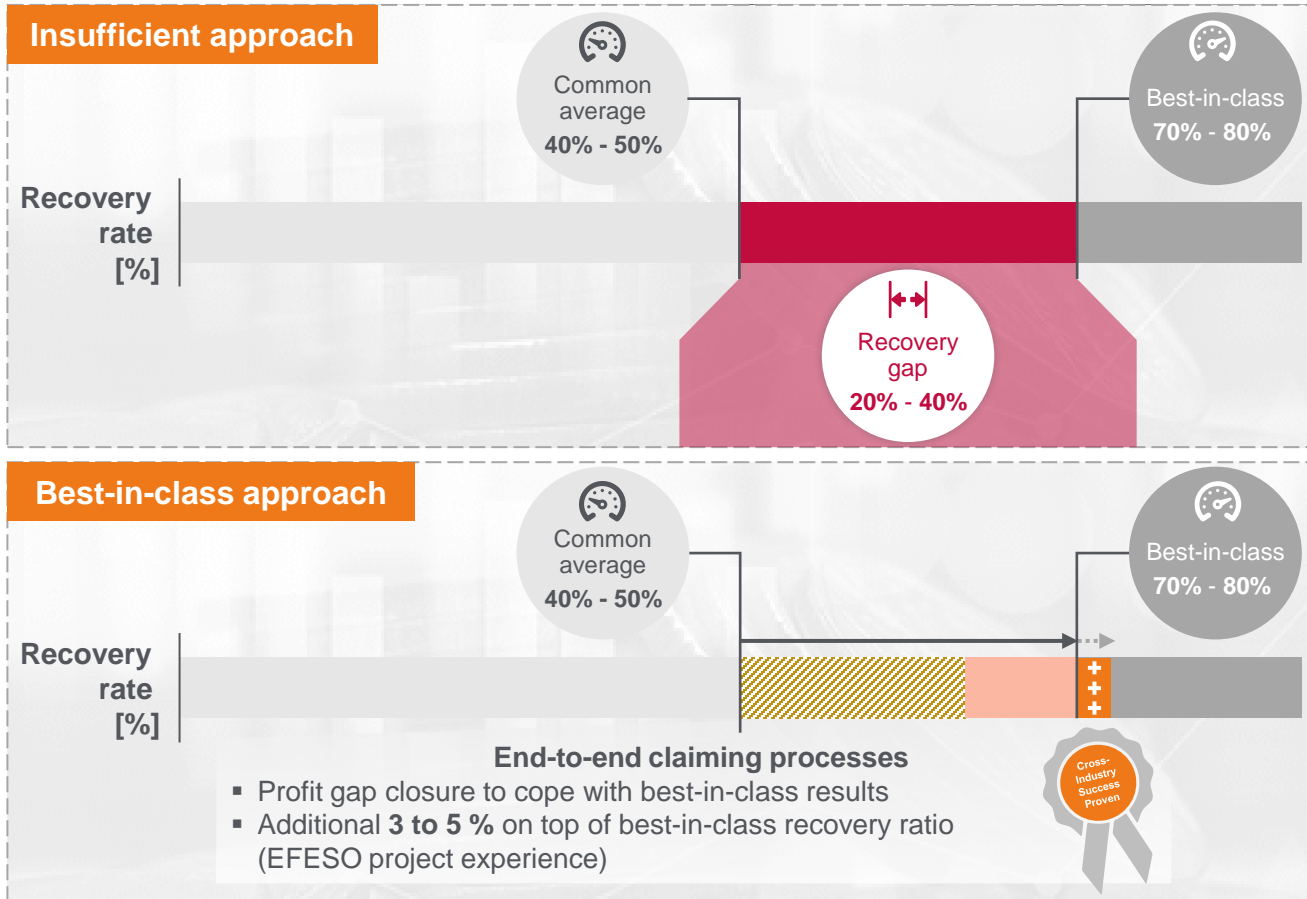 Insufficient approach
Common
average
40% - 50%
Best-in-class
70% - 80%
Recovery
rate
[%]
Recovery
gap
20% - 40%
Best-in-class approach
Common
average
40% - 50%
Best-in-class
70% - 80%
Recovery
rate
[%]
End-to-end claiming processes
▪ Profit gap closure to cope with best-in-class results
▪ Additional 3 to 5 % on top of best-in-class recovery ratio
(EFESO project experience)
Cross-
Industry
Success
Proven